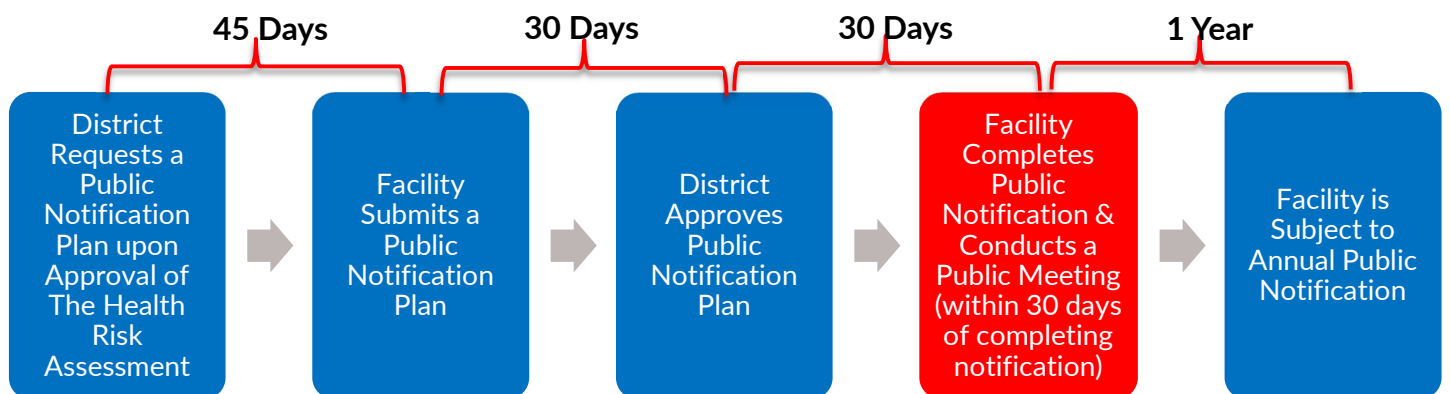 45 Days
30 Days
30 Days
1 Year
District
Requests a
Public
Notification
Plan upon
Approval of
The Health
Risk
Assessment
Facility
Submits a
Public
Notification
Plan
District
Approves
Public
Notification
Plan
Facility
Completes
Public
Notification &
Conducts a
Public Meeting
(within 30 days
of completing
notification)
Facility is
Subject to
Annual Public
Notification